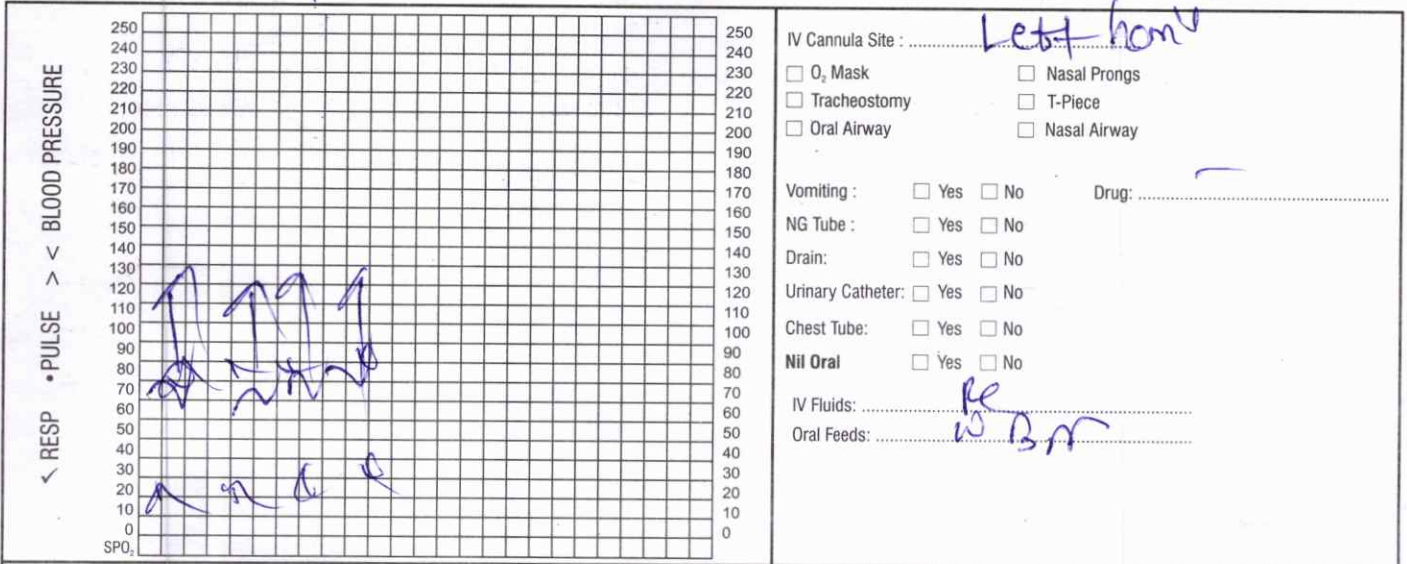 250 250
240 240
230 230
220 220
210 210
200 200
190 190
180 180
170 170
160 160
150 150
140 140
130 130
120 120
110 110
100 100
90 90
80 80
70 70
60 60
50 50
40 40
30 30
20 20
10 10
0 0
SPO₂
< RESP • PULSE > < BLOOD PRESSURE
IV Cannula Site : Left
O₂ Mask Nasal Prongs
Tracheostomy T-Piece
Oral Airway Nasal Airway
Vomiting : Yes No Drug:
NG Tube : Yes No
Drain: Yes No
Urinary Catheter: Yes No
Chest Tube: Yes No
Nil Oral Yes No
IV Fluids:
Oral Feeds: